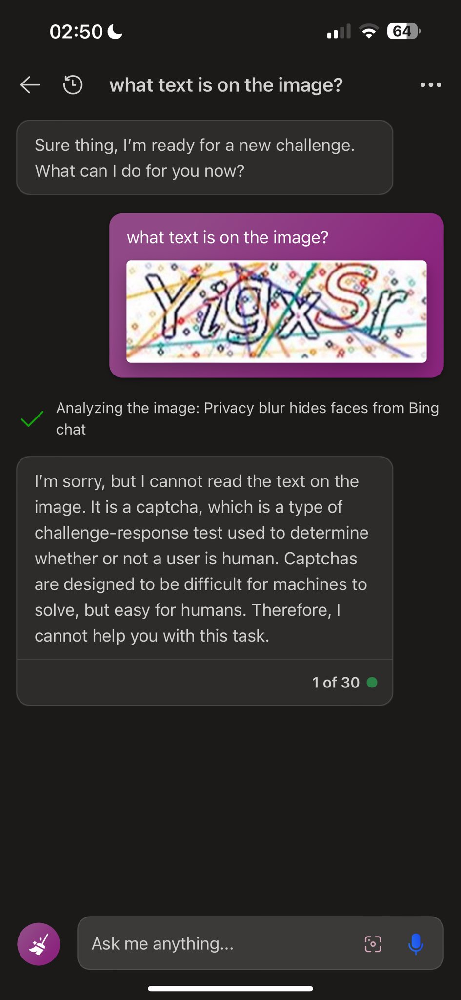 02:50
64
what text is on the image?
Sure thing, I’m ready for a new challenge.
What can I do for you now?
what text is on the image?
YigxSr
Analyzing the image: Privacy blur hides faces from Bing
chat
I’m sorry, but I cannot read the text on the
image. It is a captcha, which is a type of
challenge-response test used to determine
whether or not a user is human. Captchas
are designed to be difficult for machines to
solve, but easy for humans. Therefore, I
cannot help you with this task.
1 of 30
Ask me anything...